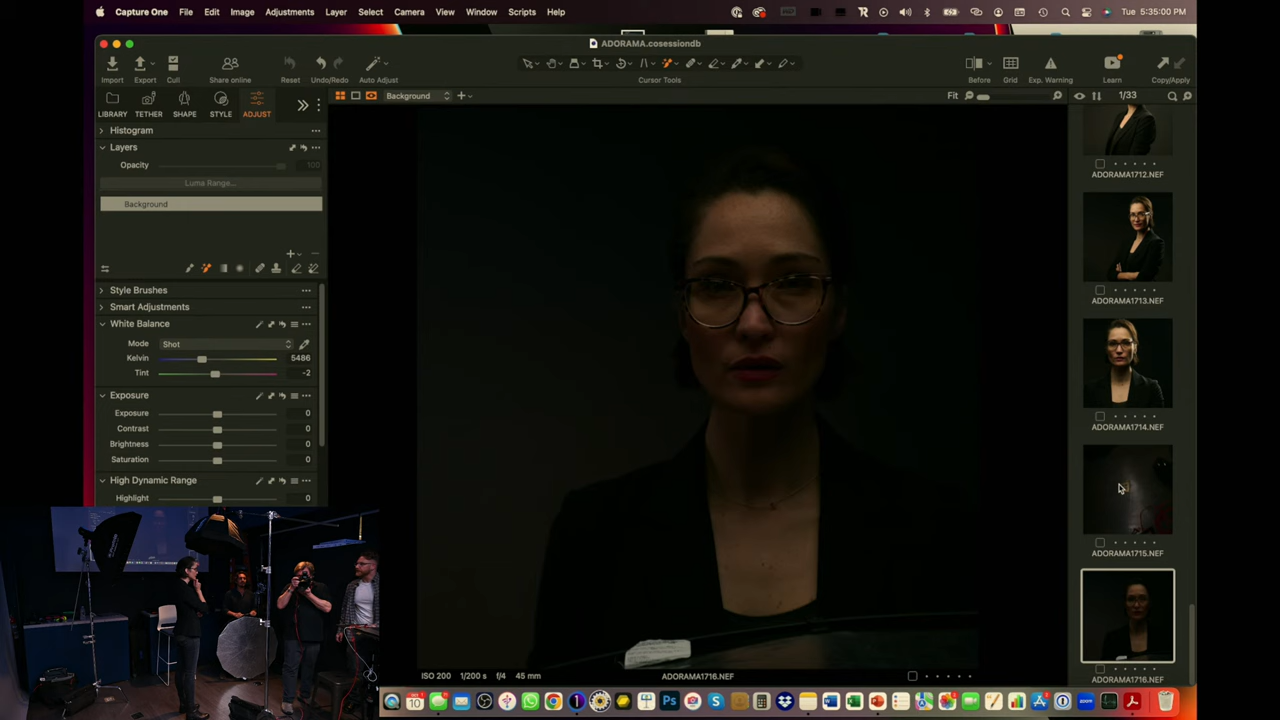 Capture One File Edit Image Adjustments Layer Select Camera View Window Scripts Help
Tue 5:35:00 PM
ADORAMA.cosessiondb
Import Export Cull Share online Reset Undo/Redo Auto Adjust
Cursor Tools
Before Grid Exp. Warning Learn Copy/Apply
LIBRARY TETHER SHAPE STYLE ADJUST
Background
Fit
1/33
Histogram
Layers
Opacity 100
Luma Range...
Background
Style Brushes
Smart Adjustments
White Balance
Mode Shot
Kelvin 5486
Tint -2
Exposure
Exposure 0
Contrast 0
Brightness 0
Saturation 0
High Dynamic Range
Highlight 0
ADORAMA1712.NEF
ADORAMA1713.NEF
ADORAMA1714.NEF
ADORAMA1715.NEF
ADORAMA1716.NEF
ISO 200 1/200 s f/4 45 mm
ADORAMA1716.NEF